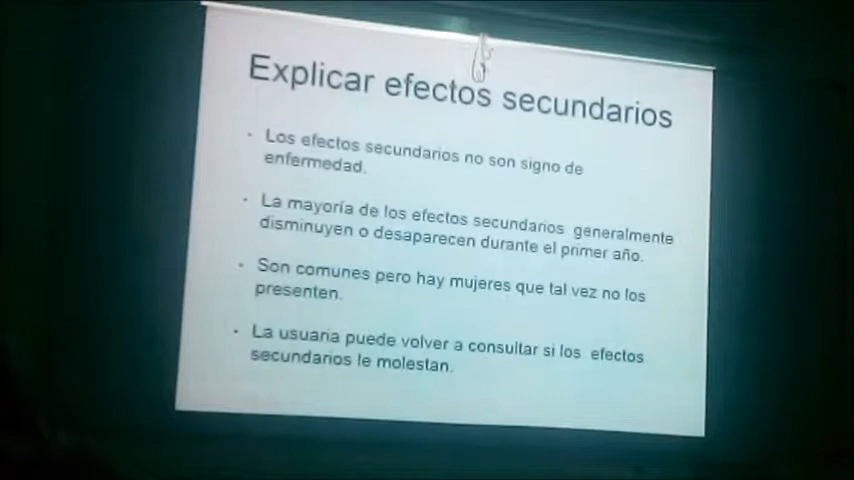 Explicar efectos secundarios
• Los efectos secundarios no son signo de
enfermedad.
• La mayoría de los efectos secundarios generalmente
disminuyen o desaparecen durante el primer año.
• Son comunes pero hay mujeres que tal vez no los
presenten.
• La usuaria puede volver a consultar si los efectos
secundarios le molestan.